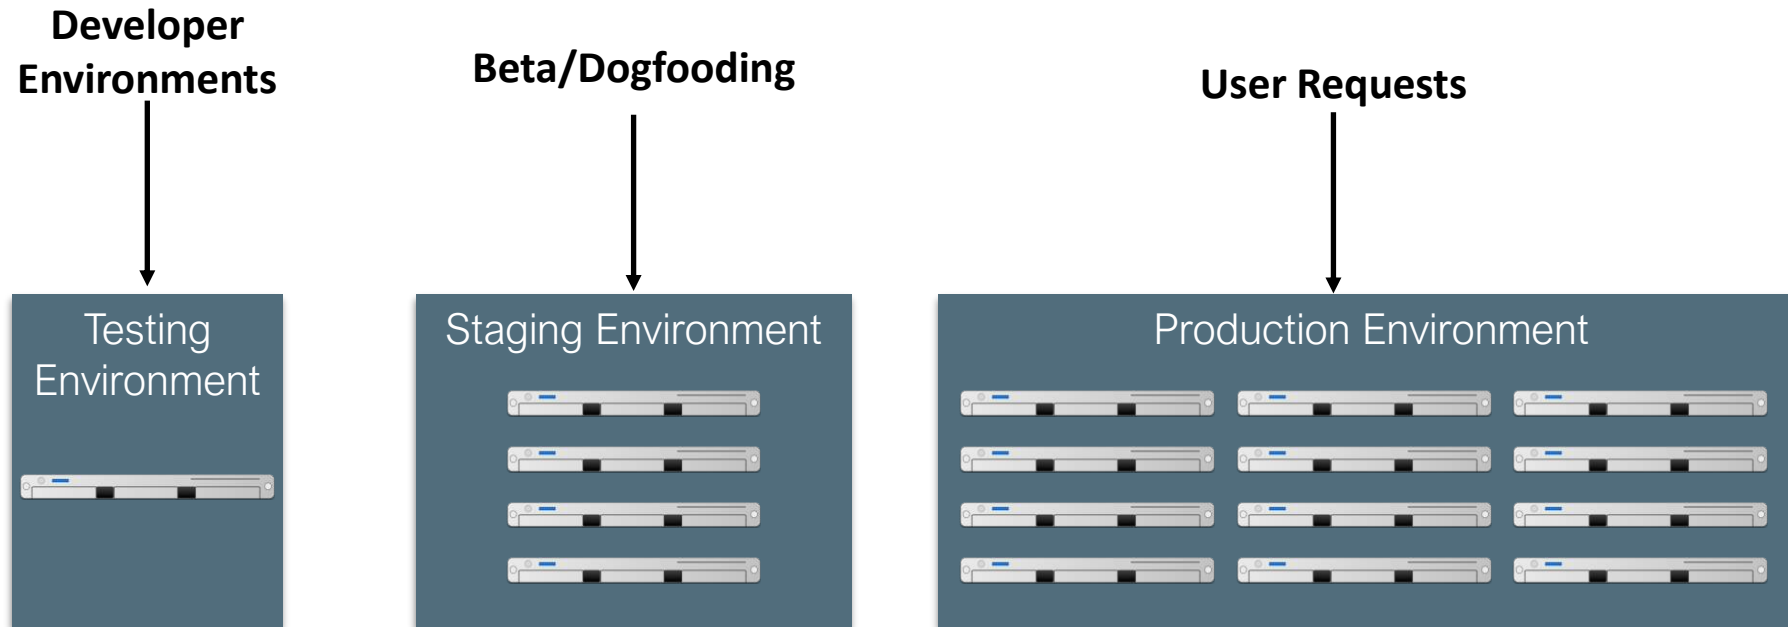 Developer
Environments
Beta/Dogfooding
User Requests
Testing
Environment
Staging Environment
Production Environment